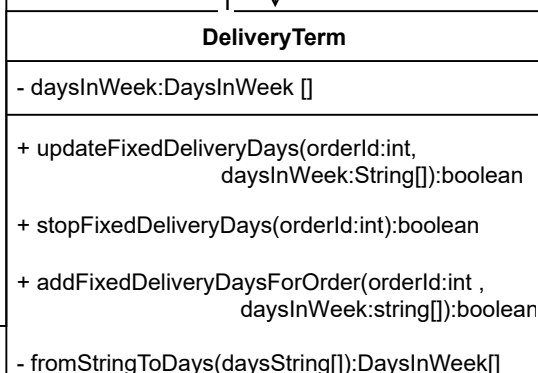 DeliveryTerm
- daysInWeek:DaysInWeek []
+ updateFixedDeliveryDays(orderId:int,
daysInWeek:String[]):boolean
+ stopFixedDeliveryDays(orderId:int):boolean
+ addFixedDeliveryDaysForOrder(orderId:int ,
daysInWeek:string[]):boolean
- fromStringToDays(daysString[]):DaysInWeek[]